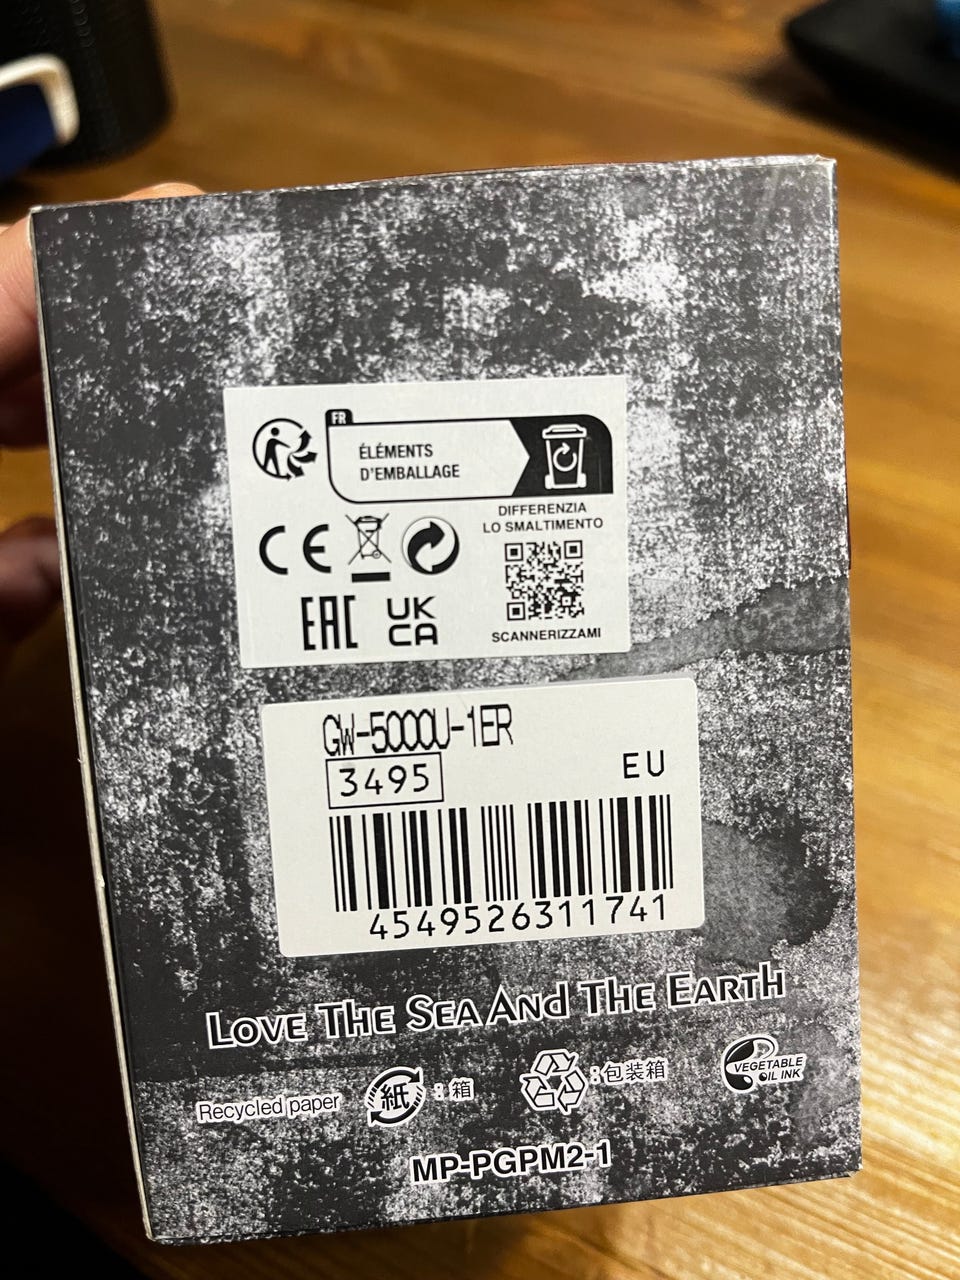 FR
ÉLÉMENTS
D'EMBALLAGE
DIFFERENZIA
LO SMALTIMENTO
CE
EAC
UK
CA
SCANNERIZZAMI
GW-5000U-1ER
3495
EU
4549526311741
LOVE THE SEA AND THE EARTH
Recycled paper
紙 : 箱
: 包装箱
VEGETABLE
OIL INK
MP-PGPM2-1